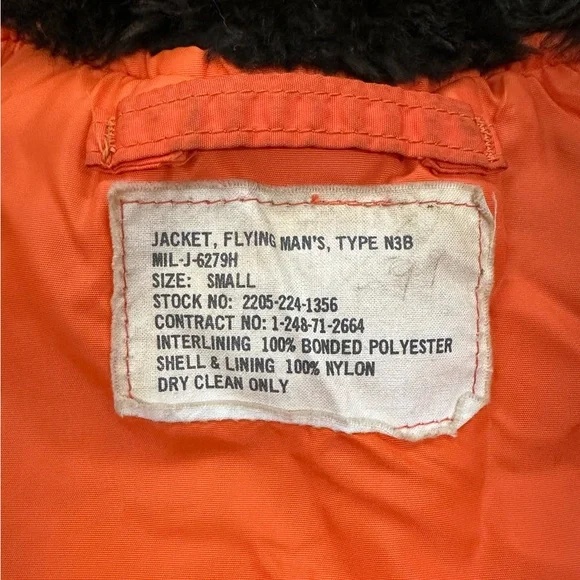 JACKET, FLYING MAN'S, TYPE N3B
MIL-J-6279H
SIZE: SMALL
STOCK NO: 2205-224-1356
CONTRACT NO: 1-248-71-2664
INTERLINING 100% BONDED POLYESTER
SHELL & LINING 100% NYLON
DRY CLEAN ONLY